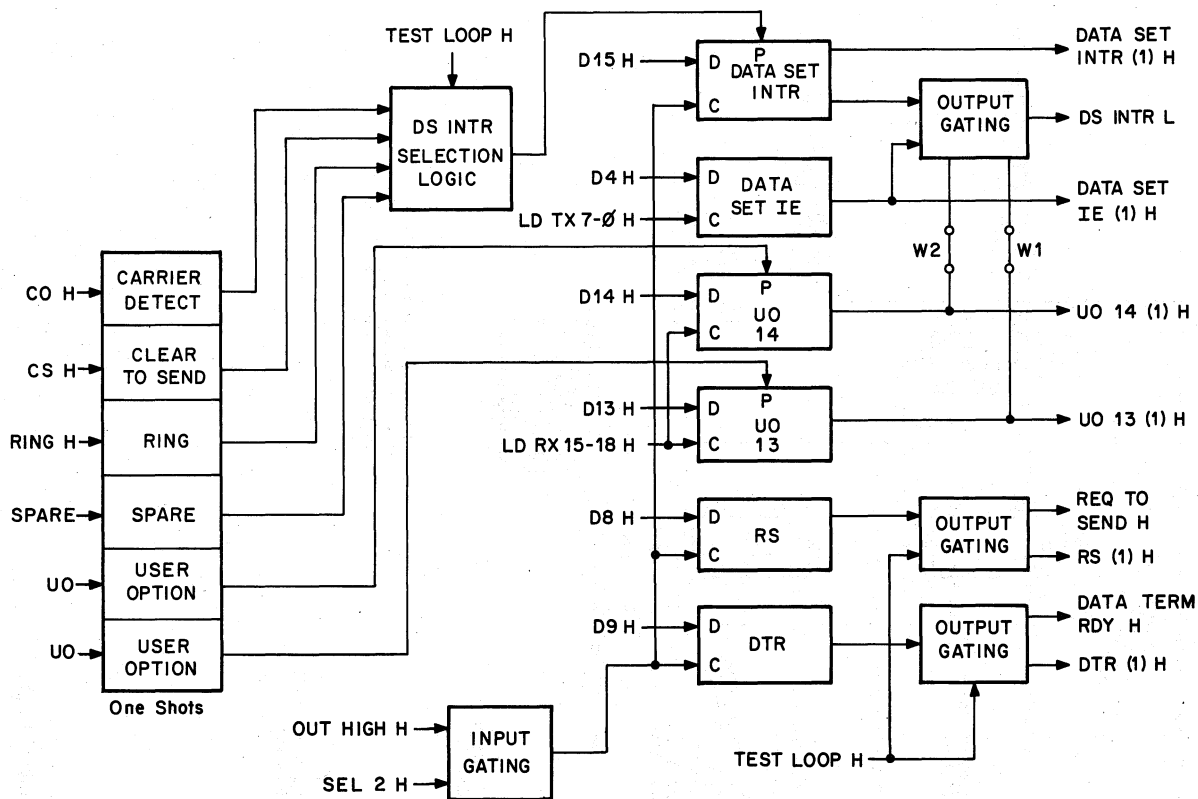 TEST LOOP H
DS INTR
SELECTION
LOGIC
CO H
CARRIER
DETECT
CS H
CLEAR
TO SEND
RING H
RING
SPARE
SPARE
UO
USER
OPTION
UO
USER
OPTION
One Shots
OUT HIGH H
SEL 2 H
INPUT
GATING
D15 H
D
P
DATA SET
INTR
C
D4 H
D
DATA
SET IE
LD TX 7-Ø H
C
D14 H
D
P
UO
14
C
D13 H
D
P
UO
13
LD RX 15-18 H
C
D8 H
D
RS
C
D9 H
D
DTR
C
TEST LOOP H
OUTPUT
GATING
W2
W1
OUTPUT
GATING
OUTPUT
GATING
DATA SET
INTR (1) H
DS INTR L
DATA SET
IE (1) H
UO 14 (1) H
UO 13 (1) H
REQ TO
SEND H
RS (1) H
DATA TERM
RDY H
DTR (1) H